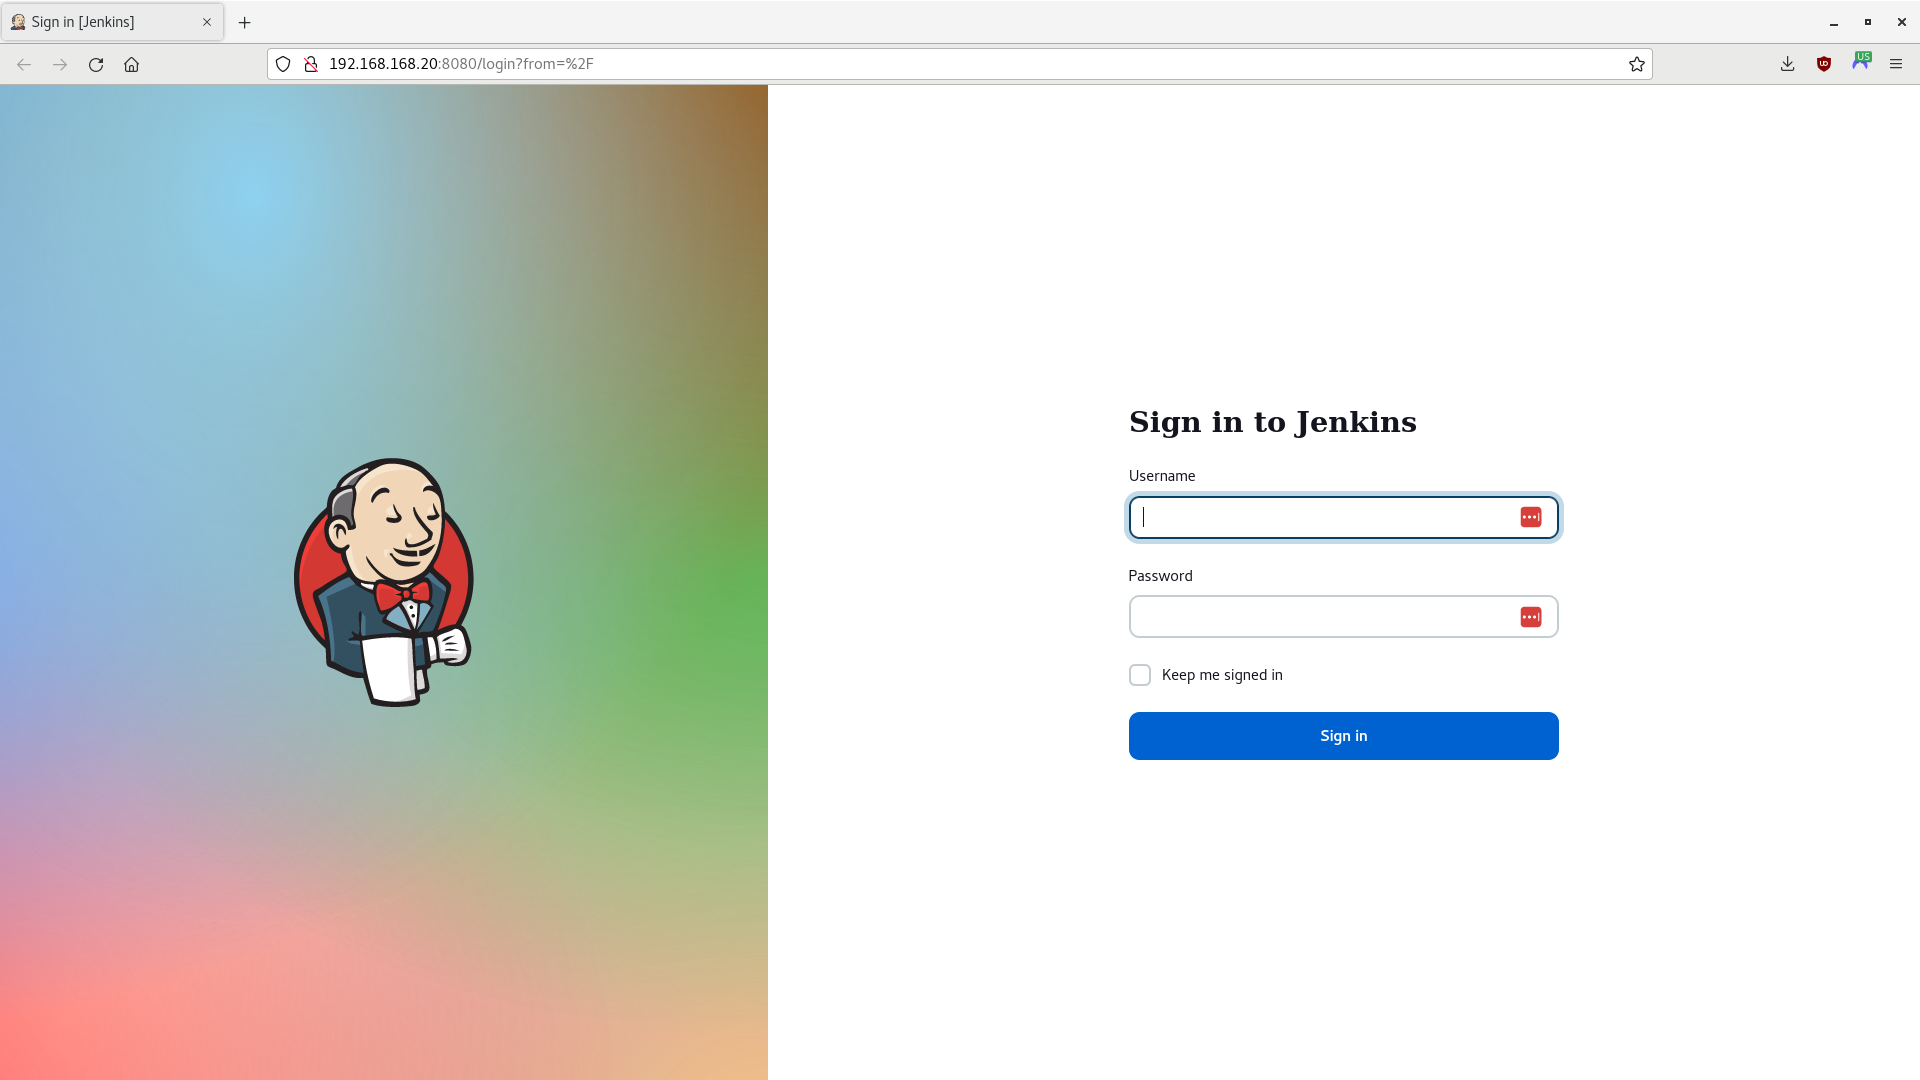 Sign in [Jenkins]
192.168.168.20:8080/login?from=%2F
US
Sign in to Jenkins
Username
Password
Keep me signed in
Sign in